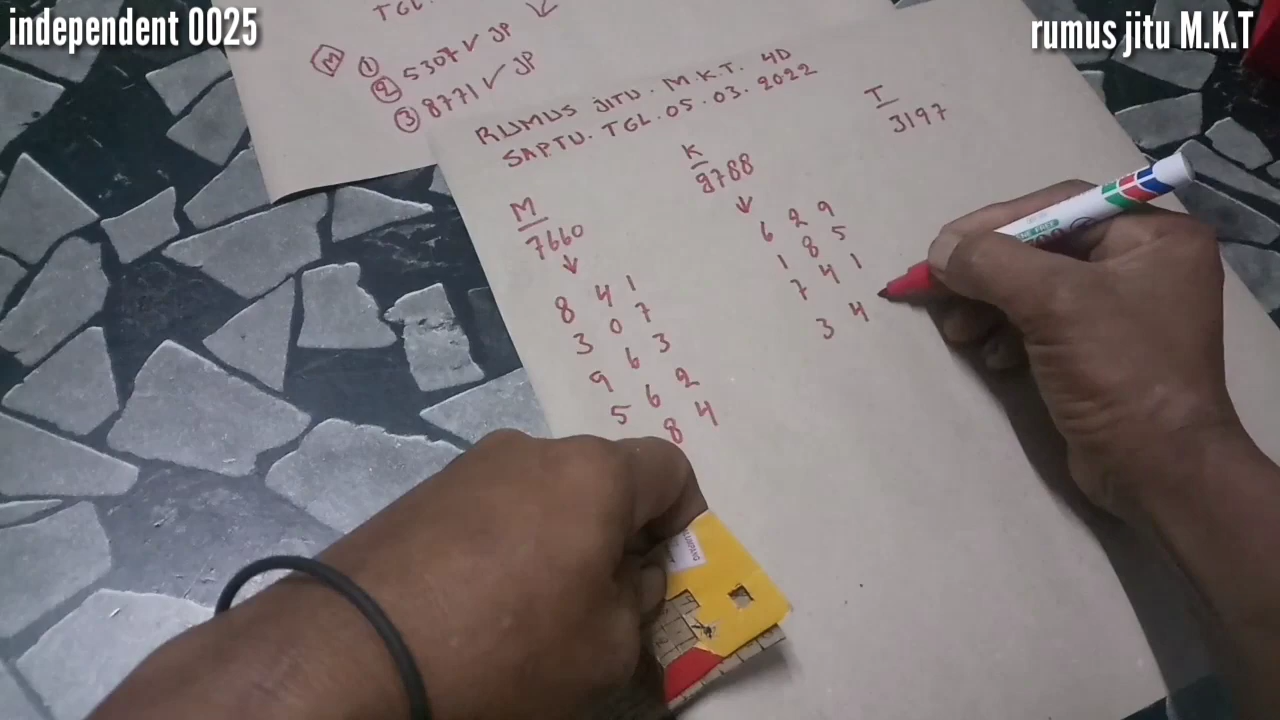 independent 0025
rumus jitu M.K.T
TGL.
M ①
② 5307 ✓ JP
③ 8771 ✓ JP
RUMUS JITU. M.K.T. 4D
SAPTU. TGL. 05.03.2022
M
7660
8 4 1
3 0 7
9 6 3
5 6 2
8 4
K
9788
6 2 9
1 8 5
7 4 1
3 4
T
3197